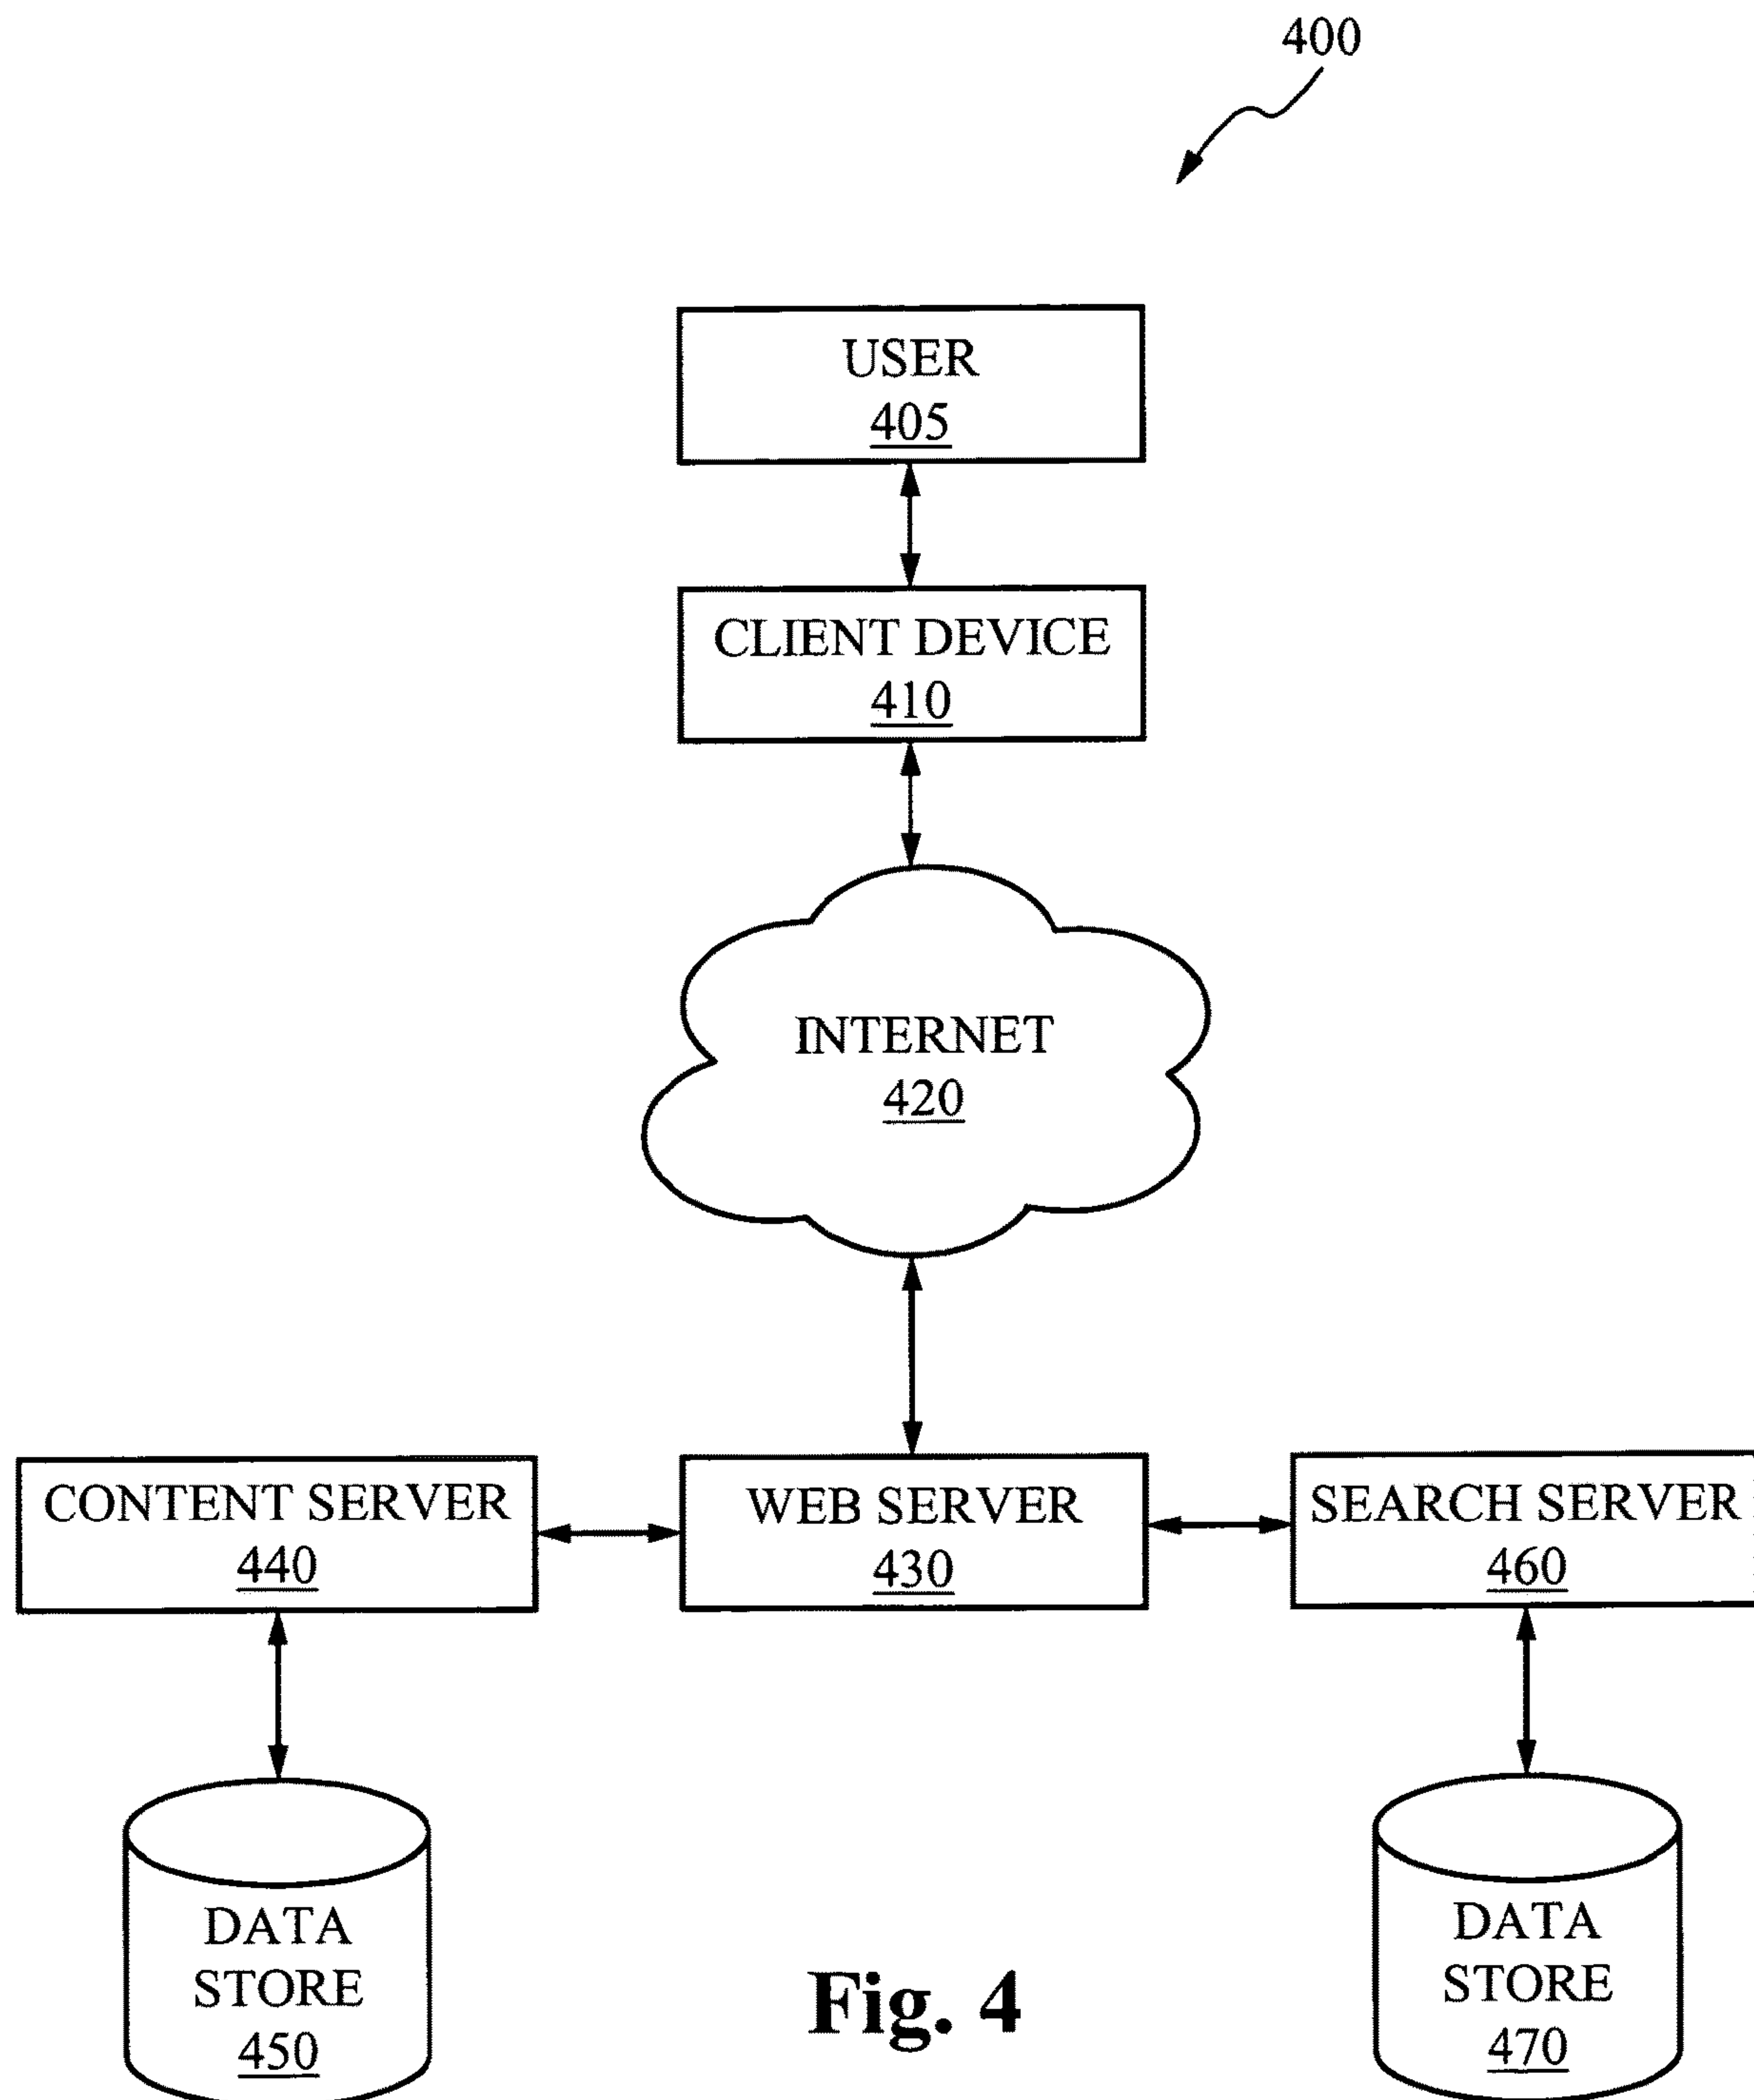 400
USER
405
CLIENT DEVICE
410
INTERNET
420
CONTENT SERVER
440
WEB SERVER
430
SEARCH SERVER
460
DATA
STORE
450
Fig. 4
DATA
STORE
470